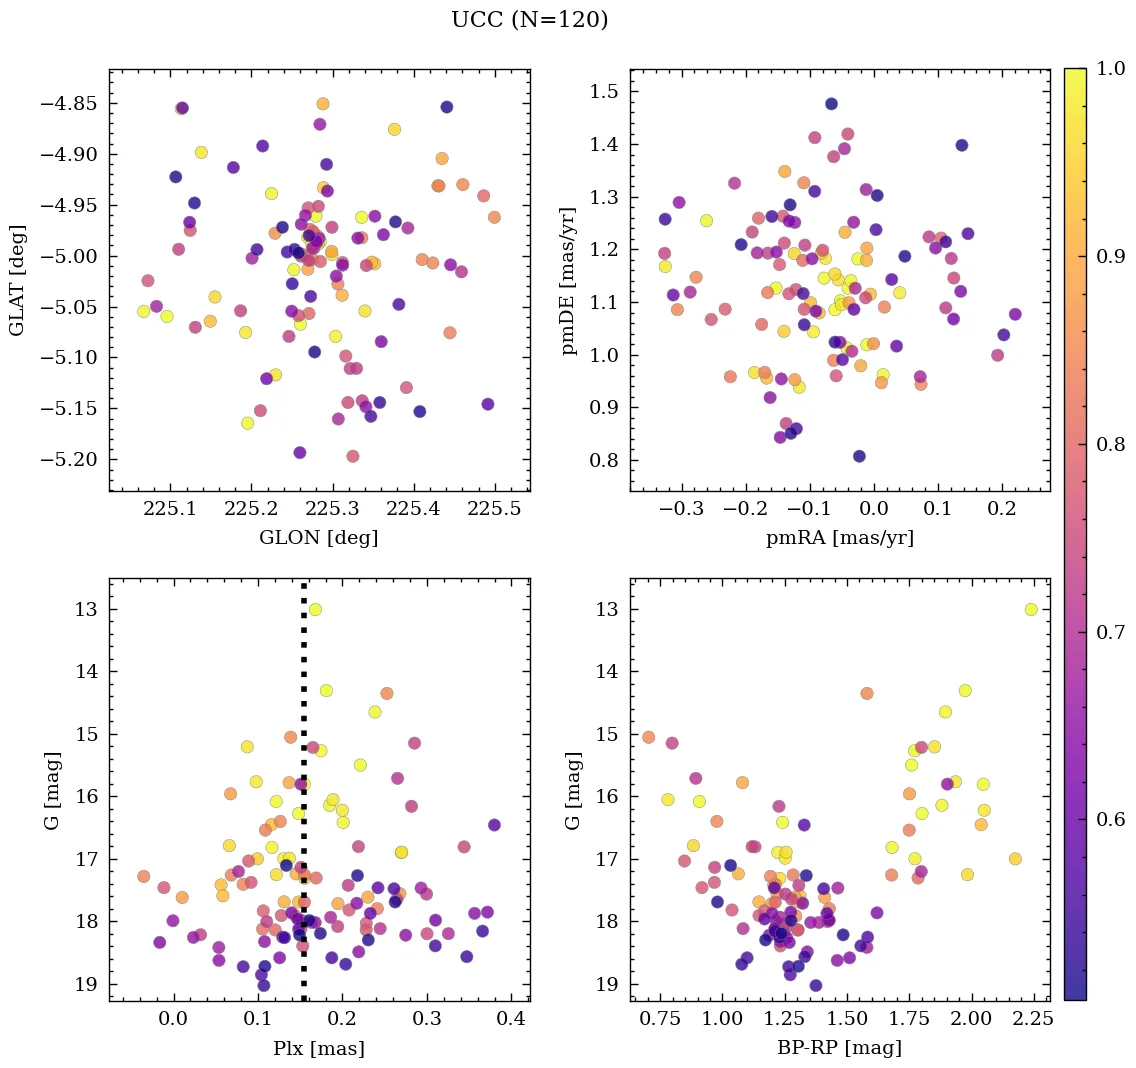 UCC (N=120)
−4.85
−4.90
−4.95
−5.00
−5.05
−5.10
−5.15
−5.20
GLAT [deg]
225.1 225.2 225.3 225.4 225.5
GLON [deg]
1.5
1.4
1.3
1.2
1.1
1.0
0.9
0.8
pmDE [mas/yr]
−0.3 −0.2 −0.1 0.0 0.1 0.2
pmRA [mas/yr]
13
14
15
16
17
18
19
G [mag]
0.0 0.1 0.2 0.3 0.4
Plx [mas]
13
14
15
16
17
18
19
G [mag]
0.75 1.00 1.25 1.50 1.75 2.00 2.25
BP-RP [mag]
1.0
0.9
0.8
0.7
0.6